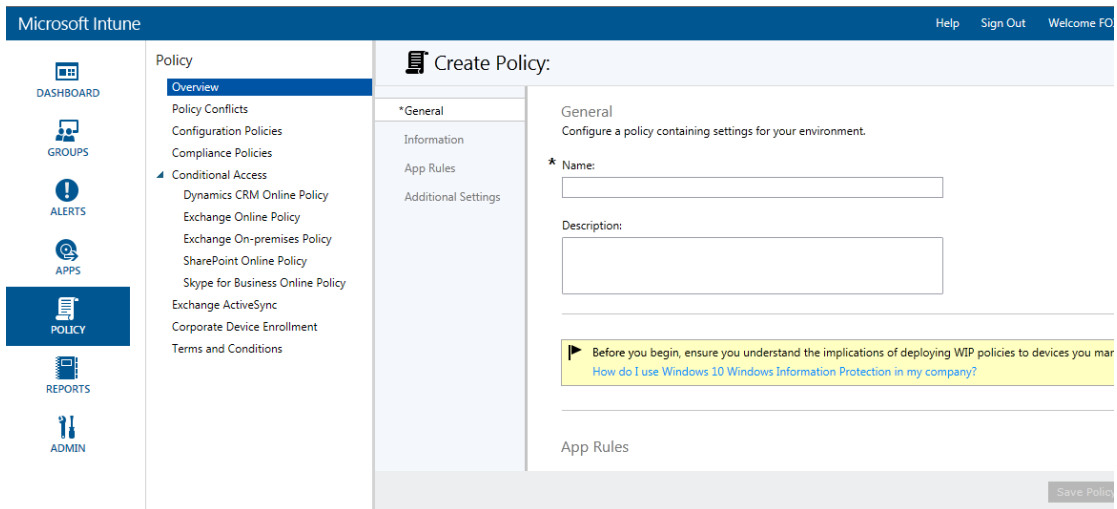 Microsoft Intune
Help Sign Out Welcome FO
DASHBOARD
GROUPS
ALERTS
APPS
POLICY
REPORTS
ADMIN
Policy
Overview
Policy Conflicts
Configuration Policies
Compliance Policies
Conditional Access
Dynamics CRM Online Policy
Exchange Online Policy
Exchange On-premises Policy
SharePoint Online Policy
Skype for Business Online Policy
Exchange ActiveSync
Corporate Device Enrollment
Terms and Conditions
Create Policy:
*General
Information
App Rules
Additional Settings
General
Configure a policy containing settings for your environment.
* Name:
Description:
Before you begin, ensure you understand the implications of deploying WIP policies to devices you mar
How do I use Windows 10 Windows Information Protection in my company?
App Rules
Save Policy